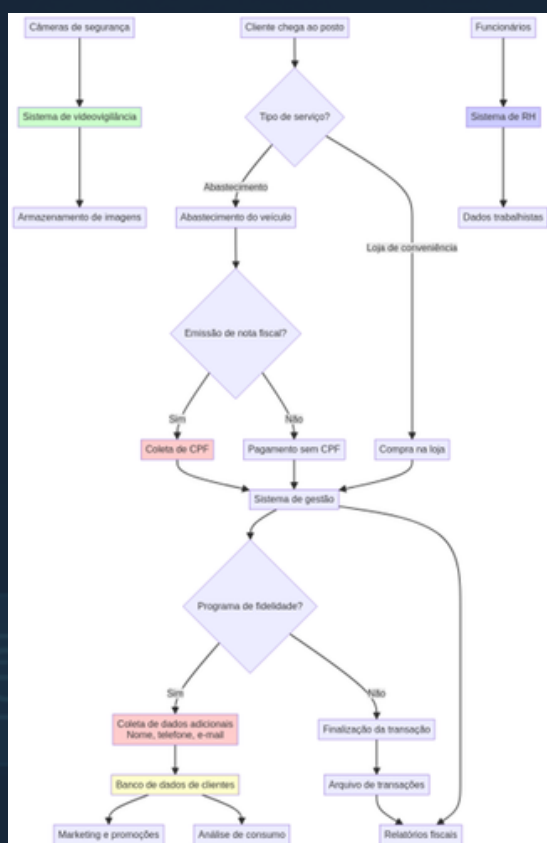 Câmeras de segurança
Cliente chega ao posto
Funcionários
Sistema de videovigilância
Tipo de serviço?
Sistema de RH
Abastecimento
Armazenamento de imagens
Abastecimento do veículo
Dados trabalhistas
Loja de conveniência
Emissão de nota fiscal?
Sim
Não
Coleta de CPF
Pagamento sem CPF
Compra na loja
Sistema de gestão
Programa de fidelidade?
Sim
Não
Coleta de dados adicionais
Nome, telefone, e-mail
Finalização da transação
Banco de dados de clientes
Arquivo de transações
Marketing e promoções
Análise de consumo
Relatórios fiscais